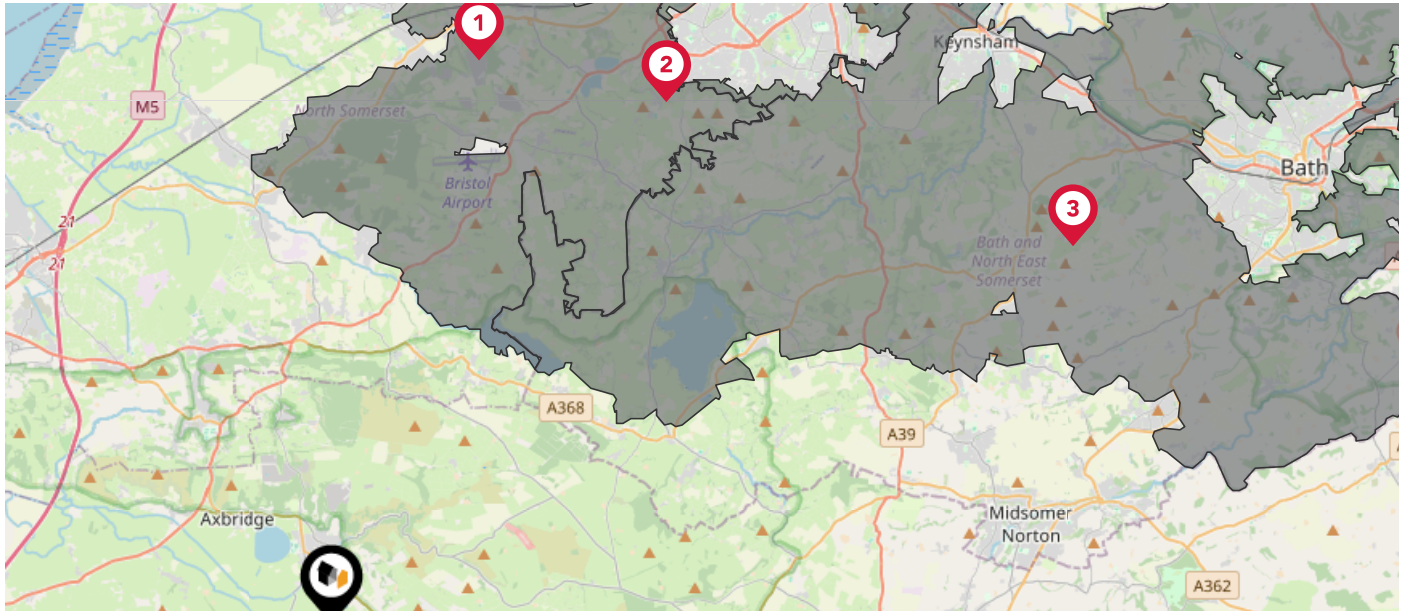 1
2
Keynsham
M5
North Somerset
Bath
Bristol
Airport
3
21
Bath and
North East
Somerset
21
A368
A39
Axbridge
Midsomer
Norton
A362